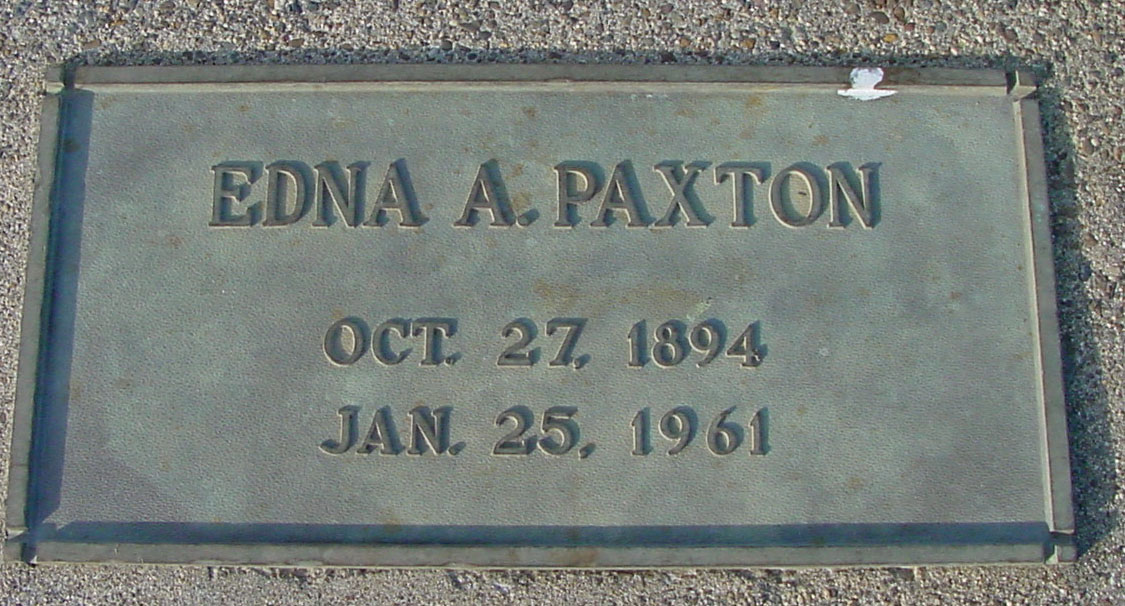 EDNA A. PAXTON
OCT. 27, 1894
JAN. 25, 1961